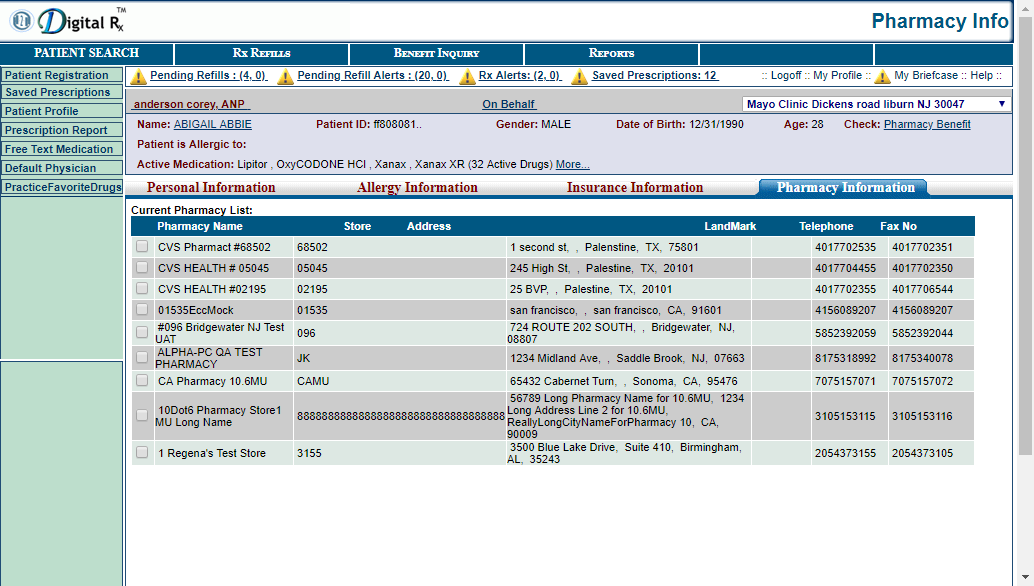 Digital Rx TM
Pharmacy Info
PATIENT SEARCH RX REFILLS BENEFIT INQUIRY REPORTS
Patient Registration
Saved Prescriptions
Patient Profile
Prescription Report
Free Text Medication
Default Physician
PracticeFavoriteDrugs
Pending Refills : (4, 0) Pending Refill Alerts : (20, 0) Rx Alerts: (2, 0) Saved Prescriptions: 12 :: Logoff :: My Profile :: My Briefcase :: Help ::
anderson corey, ANP On Behalf Mayo Clinic Dickens road liburn NJ 30047
Name: ABIGAIL ABBIE Patient ID: ff808081.. Gender: MALE Date of Birth: 12/31/1990 Age: 28 Check: Pharmacy Benefit
Patient is Allergic to:
Active Medication: Lipitor , OxyCODONE HCl , Xanax , Xanax XR (32 Active Drugs) More...
Personal Information Allergy Information Insurance Information Pharmacy Information
Current Pharmacy List:
Pharmacy Name Store Address LandMark Telephone Fax No
CVS Pharmact #68502 68502 1 second st, , Palenstine, TX, 75801 4017702535 4017702351
CVS HEALTH # 05045 05045 245 High St, , Palestine, TX, 20101 4017704455 4017702350
CVS HEALTH #02195 02195 25 BVP, , Palestine, TX, 20101 4017702355 4017706544
01535EccMock 01535 san francisco, , san francisco, CA, 91601 4156089207 4156089207
#096 Bridgewater NJ Test
UAT 096 724 ROUTE 202 SOUTH, , Bridgewater, NJ,
08807 5852392059 5852392044
ALPHA-PC QA TEST
PHARMACY JK 1234 Midland Ave, , Saddle Brook, NJ, 07663 8175318992 8175340078
CA Pharmacy 10.6MU CAMU 65432 Cabernet Turn, , Sonoma, CA, 95476 7075157071 7075157072
10Dot6 Pharmacy Store1
MU Long Name 88888888888888888888888888888888888 56789 Long Pharmacy Name for 10.6MU, 1234
Long Address Line 2 for 10.6MU,
ReallyLongCityNameForPharmacy 10, CA,
90009 3105153115 3105153116
1 Regena's Test Store 3155 3500 Blue Lake Drive, Suite 410, Birmingham,
AL, 35243 2054373155 2054373105